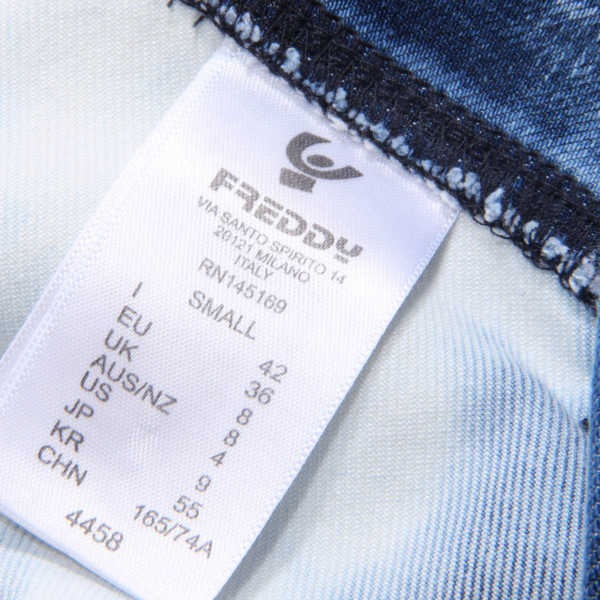 FREDDY
VIA SANTO SPIRITO 14
20121 MILANO
ITALY
RN145169
SMALL
I 42
EU 36
UK 8
AUS/NZ 8
US 4
JP 9
KR 55
CHN 165/74A
4458